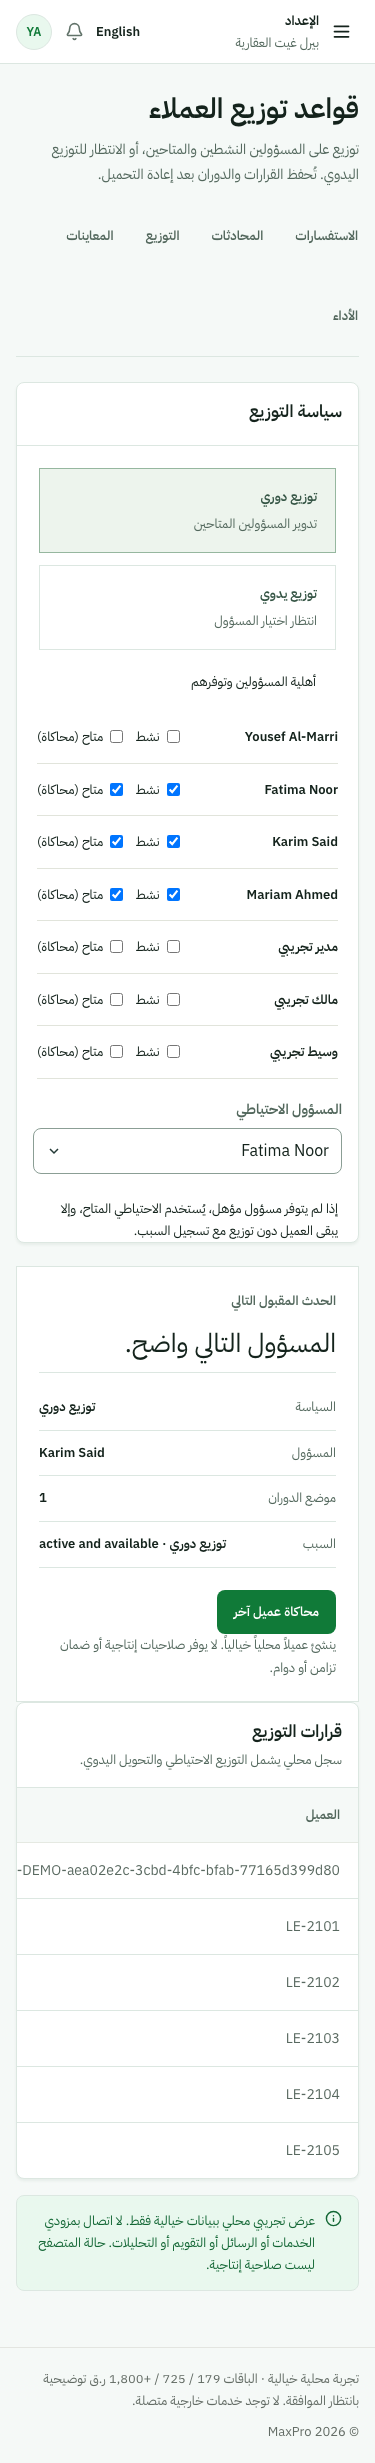 الإعداد
بيرل غيت العقارية
English
YA
قواعد توزيع العملاء
توزيع على المسؤولين النشطين والمتاحين، أو الانتظار للتوزيع
اليدوي. تُحفظ القرارات والدوران بعد إعادة التحميل.
الاستفسارات
المحادثات
التوزيع
المعاينات
الأداء
سياسة التوزيع
توزيع دوري
تدوير المسؤولين المتاحين
توزيع يدوي
انتظار اختيار المسؤول
أهلية المسؤولين وتوفرهم
Yousef Al-Marri نشط متاح (محاكاة)
Fatima Noor نشط متاح (محاكاة)
Karim Said نشط متاح (محاكاة)
Mariam Ahmed نشط متاح (محاكاة)
مدير تجريبي نشط متاح (محاكاة)
مالك تجريبي نشط متاح (محاكاة)
وسيط تجريبي نشط متاح (محاكاة)
المسؤول الاحتياطي
Fatima Noor
إذا لم يتوفر مسؤول مؤهل، يُستخدم الاحتياطي المتاح، وإلا
يبقى العميل دون توزيع مع تسجيل السبب.
الحدث المقبول التالي
المسؤول التالي واضح.
السياسة توزيع دوري
المسؤول Karim Said
موضع الدوران 1
السبب توزيع دوري · active and available
محاكاة عميل آخر
ينشئ عميلاً محلياً خيالياً. لا يوفر صلاحيات إنتاجية أو ضمان
تزامن أو دوام.
قرارات التوزيع
سجل محلي يشمل التوزيع الاحتياطي والتحويل اليدوي.
العميل
-DEMO-aea02e2c-3cbd-4bfc-bfab-77165d399d80
LE-2101
LE-2102
LE-2103
LE-2104
LE-2105
عرض تجريبي محلي ببيانات خيالية فقط. لا اتصال بمزودي
الخدمات أو الرسائل أو التقويم أو التحليلات. حالة المتصفح
ليست صلاحية إنتاجية.
تجربة محلية خيالية · الباقات 179 / 725 / +1,800 ر.ق توضيحية
بانتظار الموافقة. لا توجد خدمات خارجية متصلة.
© 2026 MaxPro